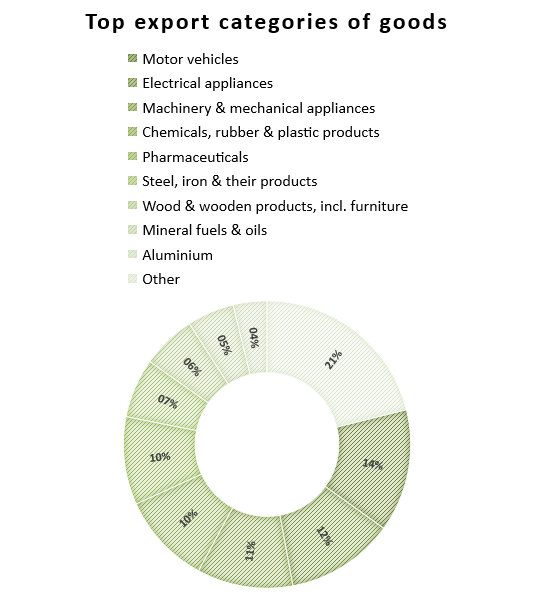 Top export categories of goods
Motor vehicles
Electrical appliances
Machinery & mechanical appliances
Chemicals, rubber & plastic products
Pharmaceuticals
Steel, iron & their products
Wood & wooden products, incl. furniture
Mineral fuels & oils
Aluminium
Other
21%
14%
12%
11%
10%
10%
07%
06%
05%
04%